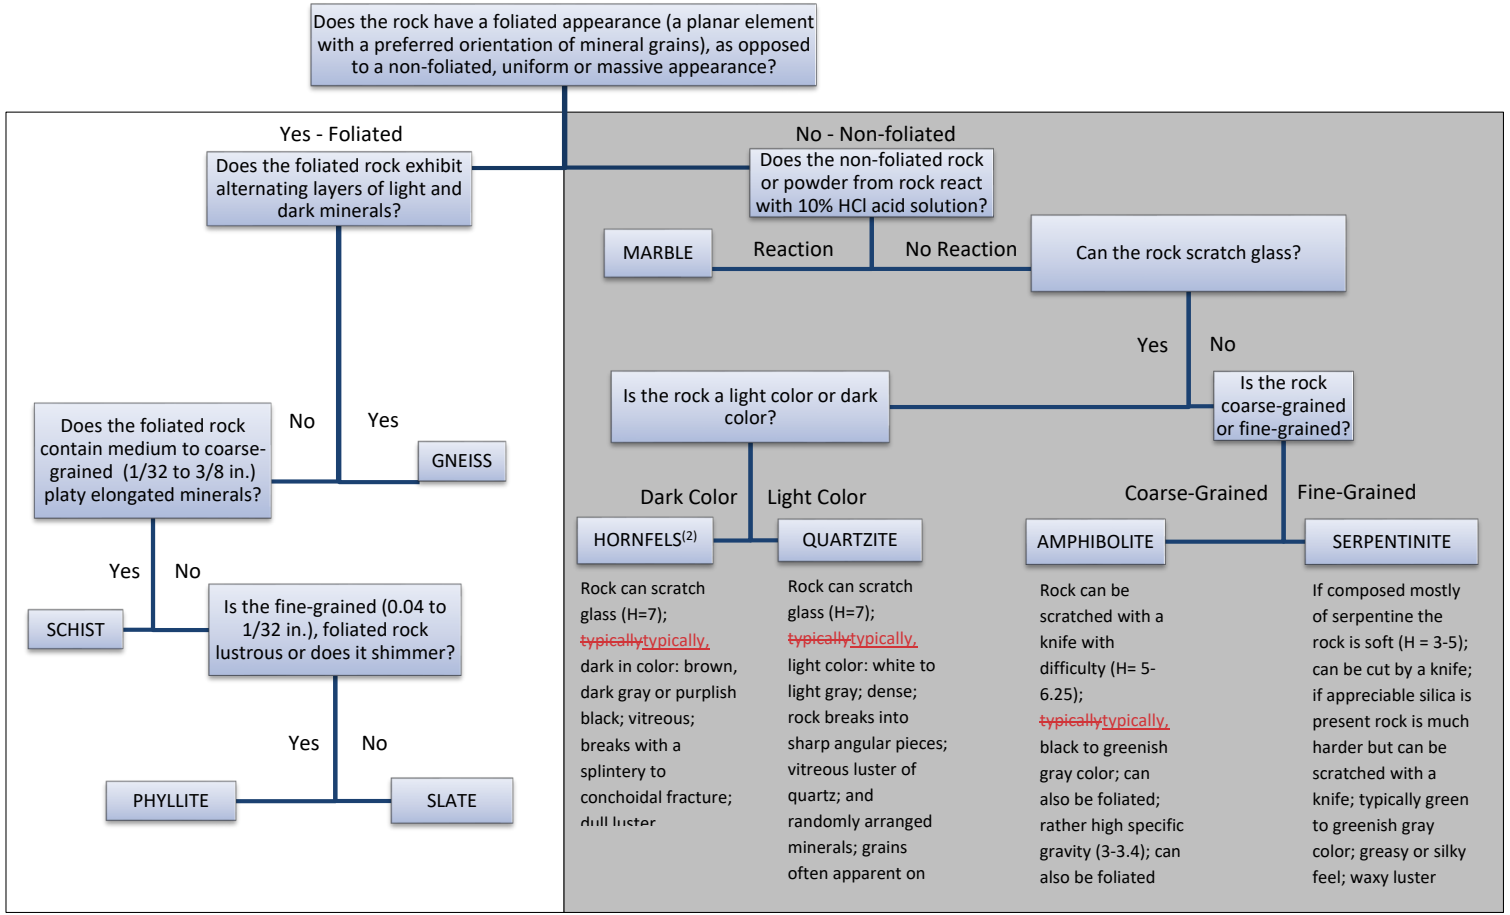 Does the rock have a foliated appearance (a planar element
with a preferred orientation of mineral grains), as opposed
to a non-foliated, uniform or massive appearance?
Yes - Foliated
Does the foliated rock exhibit
alternating layers of light and
dark minerals?
No
Yes
GNEISS
Does the foliated rock
contain medium to coarse-
grained (1/32 to 3/8 in.)
platy elongated minerals?
Yes
No
SCHIST
Is the fine-grained (0.04 to
1/32 in.), foliated rock
lustrous or does it shimmer?
Yes
No
PHYLLITE
SLATE
No - Non-foliated
Does the non-foliated rock
or powder from rock react
with 10% HCl acid solution?
MARBLE
Reaction
No Reaction
Can the rock scratch glass?
Yes
No
Is the rock a light color or dark
color?
Is the rock
coarse-grained
or fine-grained?
Dark Color
Light Color
Coarse-Grained
Fine-Grained
HORNFELS(2)
Rock can scratch
glass (H=7);
typicallytypically,
dark in color: brown,
dark gray or purplish
black; vitreous;
breaks with a
splintery to
conchoidal fracture;
dull luster
QUARTZITE
Rock can scratch
glass (H=7);
typicallytypically,
light color: white to
light gray; dense;
rock breaks into
sharp angular pieces;
vitreous luster of
quartz; and
randomly arranged
minerals; grains
often apparent on
AMPHIBOLITE
Rock can be
scratched with a
knife with
difficulty (H= 5-
6.25);
typicallytypically,
black to greenish
gray color; can
also be foliated;
rather high specific
gravity (3-3.4); can
also be foliated
SERPENTINITE
If composed mostly
of serpentine the
rock is soft (H = 3-5);
can be cut by a knife;
if appreciable silica is
present rock is much
harder but can be
scratched with a
knife; typically green
to greenish gray
color; greasy or silky
feel; waxy luster